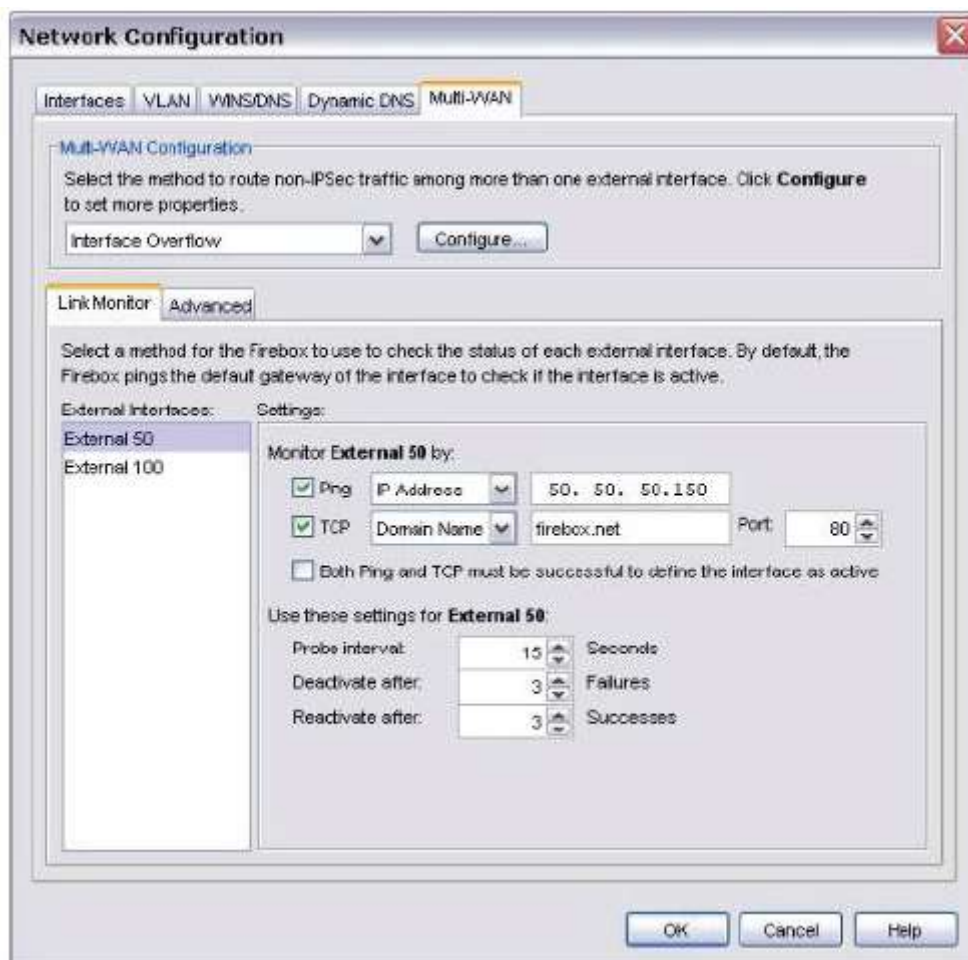 Network Configuration
Interfaces VLAN WINS/DNS Dynamic DNS Multi-WAN
Multi-WAN Configuration
Select the method to route non-IPSec traffic among more than one external interface. Click Configure
to set more properties.
Interface Overflow Configure...
Link Monitor Advanced
Select a method for the Firebox to use to check the status of each external interface. By default, the
Firebox pings the default gateway of the interface to check if the interface is active.
External Interfaces: Settings:
External 50
External 100
Monitor External 50 by:
Ping IP Address 50. 50. 50.150
TCP Domain Name firebox.net Port: 80
Both Ping and TCP must be successful to define the interface as active
Use these settings for External 50:
Probe interval: 15 Seconds
Deactivate after: 3 Failures
Reactivate after: 3 Successes
OK Cancel Help